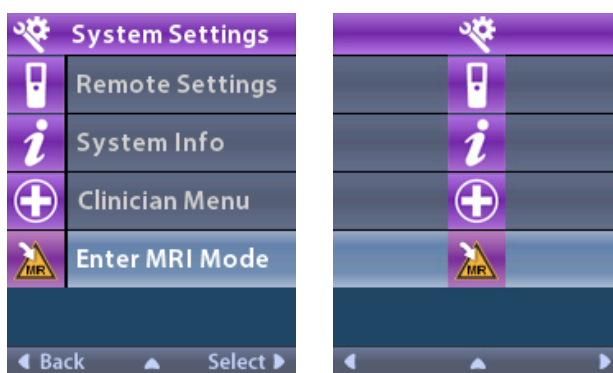 System Settings
Remote Settings
i System Info
Clinician Menu
MR Enter MRI Mode
Back Select
i
MR